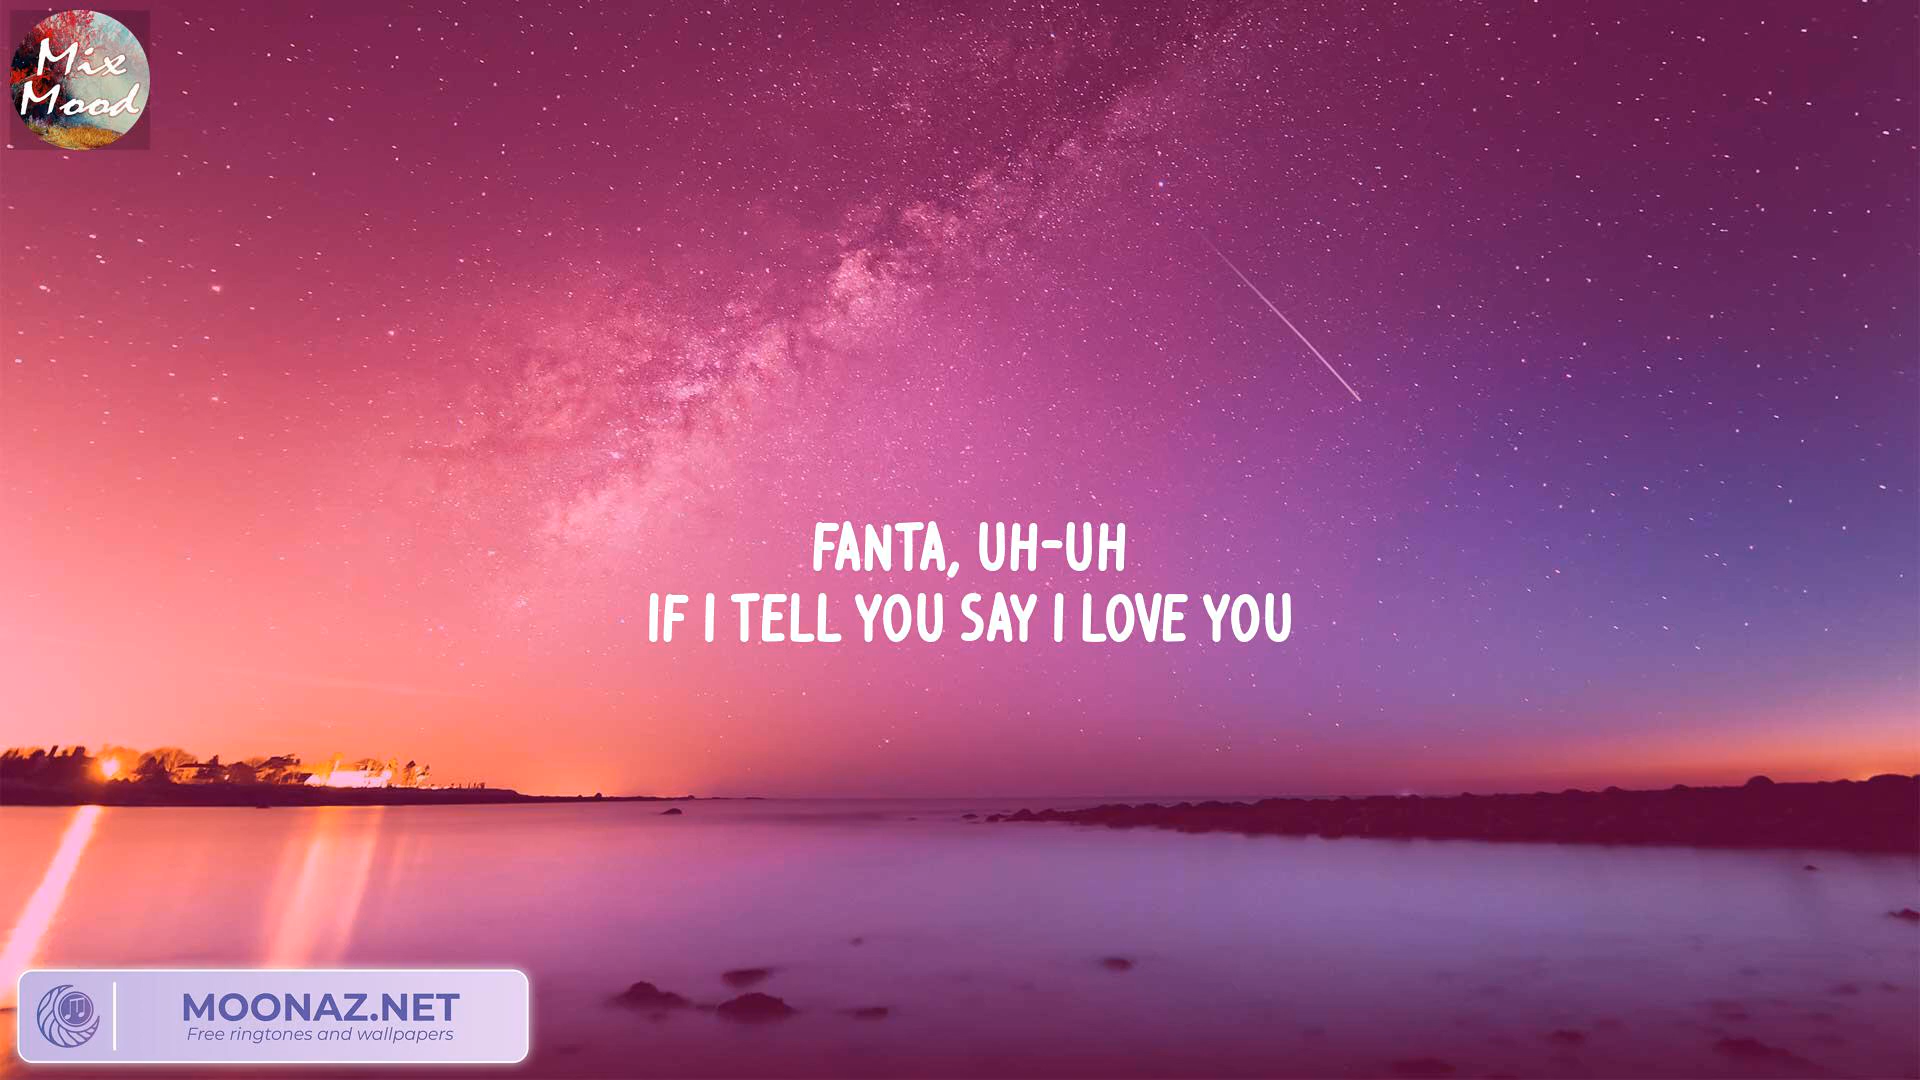 Mix
Mood
FANTA, UH-UH
IF I TELL YOU SAY I LOVE YOU
MOONAZ.NET
Free ringtones and wallpapers